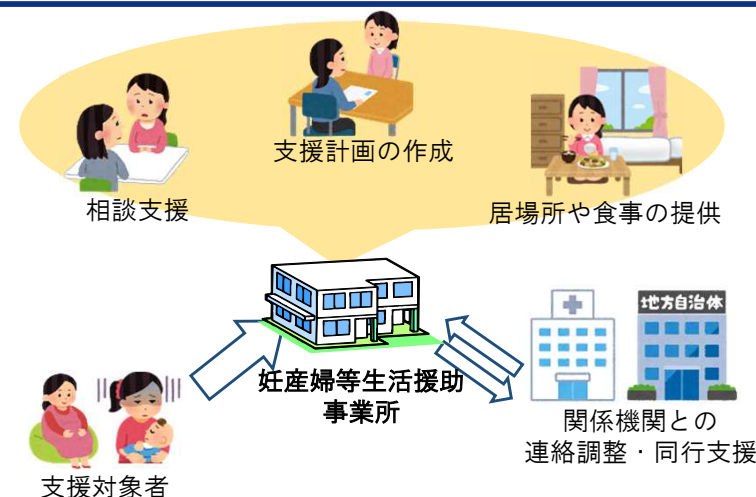 支援計画の作成
相談支援
居場所や食事の提供
地方自治体
妊産婦等生活援助
事業所
関係機関との
連絡調整・同行支援
支援対象者